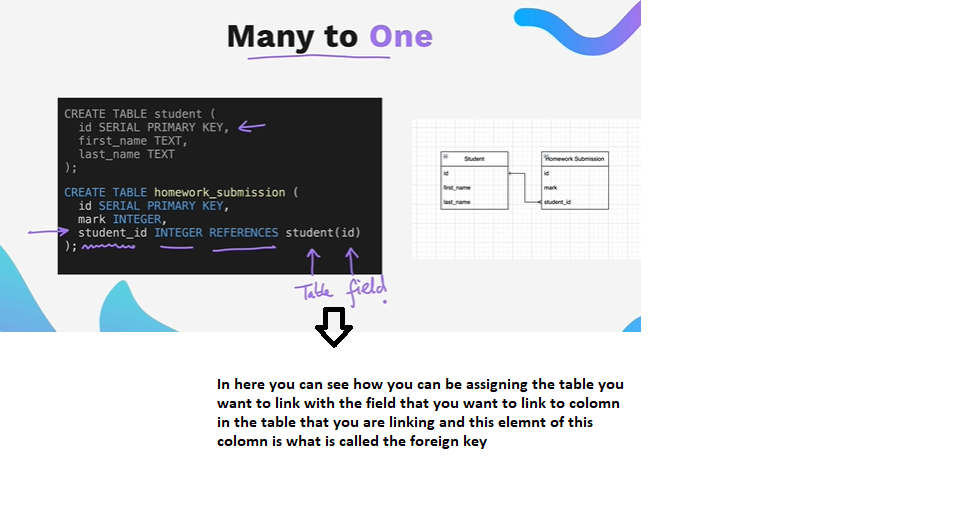 Many to One
CREATE TABLE student (
id SERIAL PRIMARY KEY,
first_name TEXT,
last_name TEXT
);
CREATE TABLE homework_submission (
id SERIAL PRIMARY KEY,
mark INTEGER,
student_id INTEGER REFERENCES student(id)
);
Table field
Student
id
first_name
last_name
Homework Submission
id
mark
student_id
In here you can see how you can be assigning the table you
want to link with the field that you want to link to colomn
in the table that you are linking and this elemnt of this
colomn is what is called the foreign key